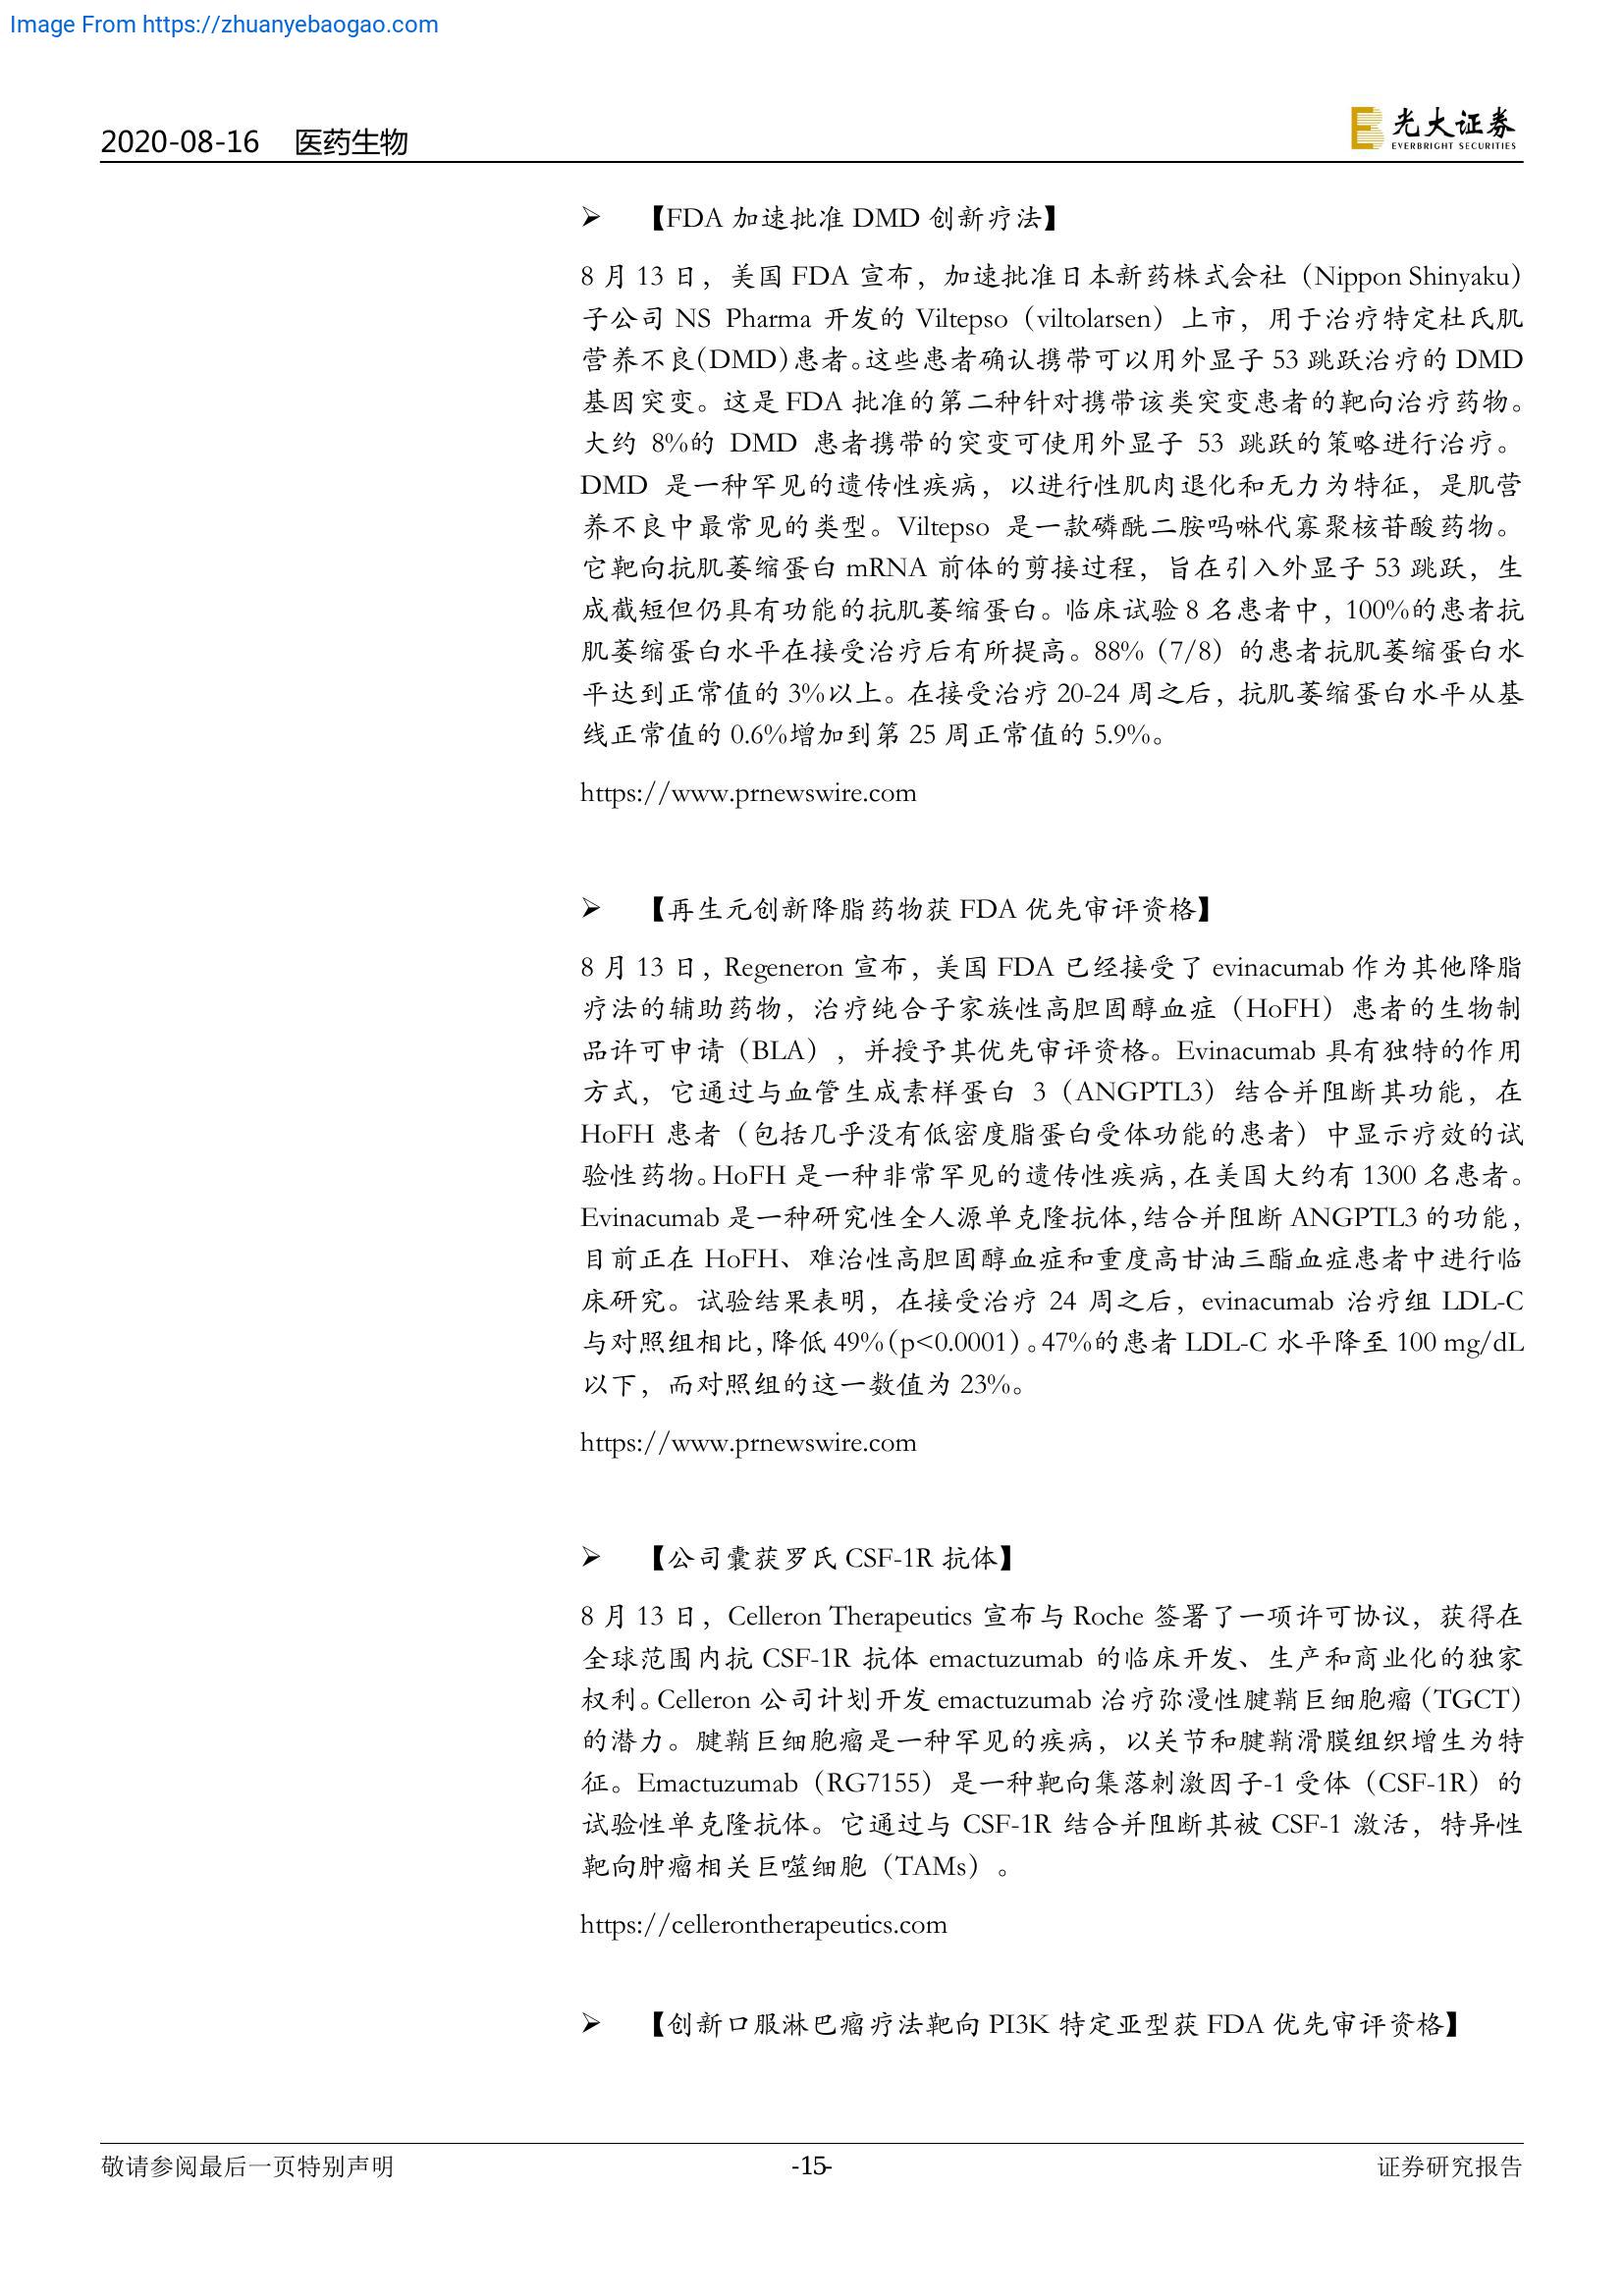 Image From https://zhuanyebaogao.com
2020-08-16 医药生物
光大证券
EVERBRIGHT SECURITIES
➢ 【FDA 加速批准 DMD 创新疗法】
8 月 13 日，美国 FDA 宣布，加速批准日本新药株式会社（Nippon Shinyaku）
子公司 NS Pharma 开发的 Viltepso（viltolarsen）上市，用于治疗特定杜氏肌
营养不良（DMD）患者。这些患者确认携带可以用外显子 53 跳跃治疗的 DMD
基因突变。这是 FDA 批准的第二种针对携带该类突变患者的靶向治疗药物。
大约 8%的 DMD 患者携带的突变可使用外显子 53 跳跃的策略进行治疗。
DMD 是一种罕见的遗传性疾病，以进行性肌肉退化和无力为特征，是肌营
养不良中最常见的类型。Viltepso 是一款磷酰二胺吗啉代寡聚核苷酸药物。
它靶向抗肌萎缩蛋白 mRNA 前体的剪接过程，旨在引入外显子 53 跳跃，生
成截短但仍具有功能的抗肌萎缩蛋白。临床试验 8 名患者中，100%的患者抗
肌萎缩蛋白水平在接受治疗后有所提高。88%（7/8）的患者抗肌萎缩蛋白水
平达到正常值的 3%以上。在接受治疗 20-24 周之后，抗肌萎缩蛋白水平从基
线正常值的 0.6%增加到第 25 周正常值的 5.9%。
https://www.prnewswire.com
➢ 【再生元创新降脂药物获 FDA 优先审评资格】
8 月 13 日，Regeneron 宣布，美国 FDA 已经接受了 evinacumab 作为其他降脂
疗法的辅助药物，治疗纯合子家族性高胆固醇血症（HoFH）患者的生物制
品许可申请（BLA），并授予其优先审评资格。Evinacumab 具有独特的作用
方式，它通过与血管生成素样蛋白 3（ANGPTL3）结合并阻断其功能，在
HoFH 患者（包括几乎没有低密度脂蛋白受体功能的患者）中显示疗效的试
验性药物。HoFH 是一种非常罕见的遗传性疾病，在美国大约有 1300 名患者。
Evinacumab 是一种研究性全人源单克隆抗体，结合并阻断 ANGPTL3 的功能，
目前正在 HoFH、难治性高胆固醇血症和重度高甘油三酯血症患者中进行临
床研究。试验结果表明，在接受治疗 24 周之后，evinacumab 治疗组 LDL-C
与对照组相比，降低 49%（p<0.0001）。47%的患者 LDL-C 水平降至 100 mg/dL
以下，而对照组的这一数值为 23%。
https://www.prnewswire.com
➢ 【公司囊获罗氏 CSF-1R 抗体】
8 月 13 日，Celleron Therapeutics 宣布与 Roche 签署了一项许可协议，获得在
全球范围内抗 CSF-1R 抗体 emactuzumab 的临床开发、生产和商业化的独家
权利。Celleron 公司计划开发 emactuzumab 治疗弥漫性腱鞘巨细胞瘤（TGCT）
的潜力。腱鞘巨细胞瘤是一种罕见的疾病，以关节和腱鞘滑膜组织增生为特
征。Emactuzumab（RG7155）是一种靶向集落刺激因子-1 受体（CSF-1R）的
试验性单克隆抗体。它通过与 CSF-1R 结合并阻断其被 CSF-1 激活，特异性
靶向肿瘤相关巨噬细胞（TAMs）。
https://cellerontherapeutics.com
➢ 【创新口服淋巴瘤疗法靶向 PI3K 特定亚型获 FDA 优先审评资格】
敬请参阅最后一页特别声明 -15- 证券研究报告